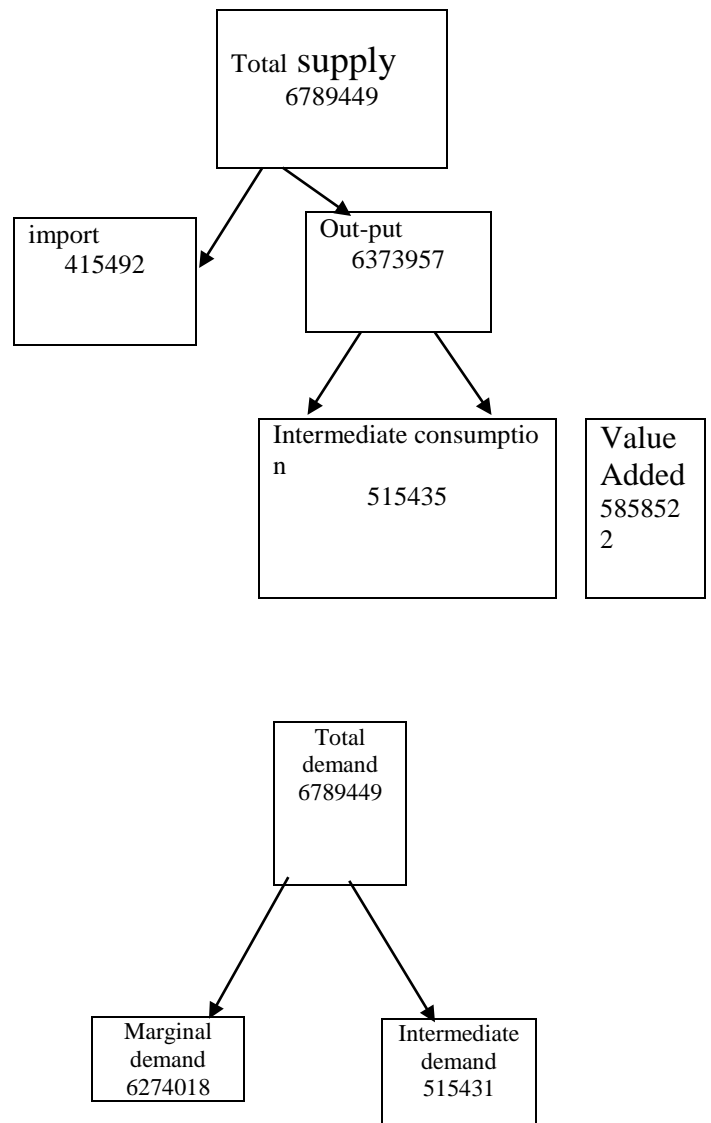 Total supply
6789449
import
415492
Out-put
6373957
Intermediate consumptio
n
515435
Value
Added
585852
2
Total
demand
6789449
Marginal
demand
6274018
Intermediate
demand
515431